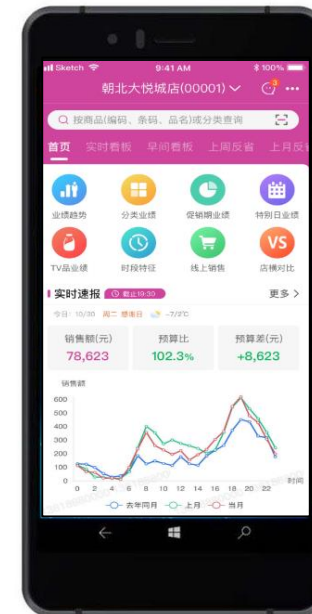 Sketch 9:41 AM 100%
朝北大悦城店(00001) 3
按商品(编码、条码、品名)或分类查询
首页 实时看板 早间看板 上周反省 上月反省
业绩趋势 分类业绩 促销期业绩 特别日业绩
VS
TV品业绩 时段特征 线上销售 店横对比
实时速报 截止19:30 更多 >
今日: 10/30 周二 感谢日 -7/2℃
销售额(元) 预算比 预算差(元)
78,623 102.3% +8,623
销售额
600
500
400
300
200
100
0
0 2 4 6 8 10 12 14 16 18 20 22 时间
去年同月 上月 当月